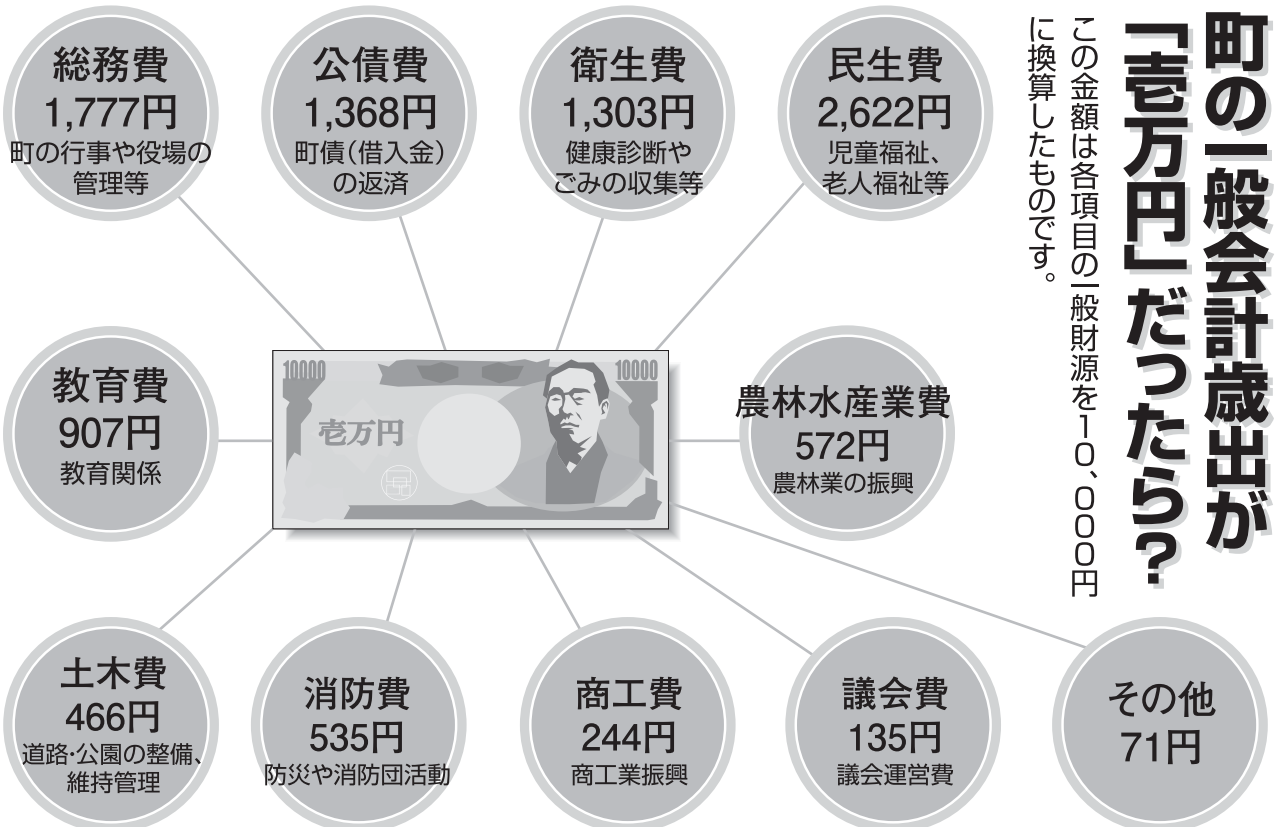 町の一般会計歳出が
「壱万円」だったら？
この金額は各項目の一般財源を１０、０００円
に換算したものです。
民生費
2,622円
児童福祉、
老人福祉等
衛生費
1,303円
健康診断や
ごみの収集等
公債費
1,368円
町債（借入金）
の返済
総務費
1,777円
町の行事や役場の
管理等
教育費
907円
教育関係
10000
10000
壱万円
農林水産業費
572円
農林業の振興
土木費
466円
道路・公園の整備、
維持管理
消防費
535円
防災や消防団活動
商工費
244円
商工業振興
議会費
135円
議会運営費
その他
71円